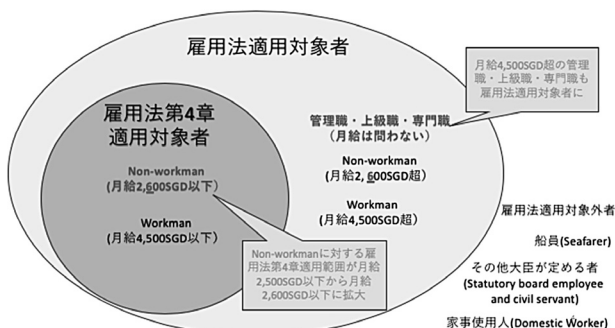 雇用法適用対象者
月給4,500SGD超の管理
職・上級職・専門職も
雇用法適用対象者に
雇用法第4章
適用対象者
管理職・上級職・専門職
（月給は問わない）
Non-workman
(月給2,600SGD以下)
Non-workman
(月給2, 600SGD超)
Workman
(月給4,500SGD以下)
Workman
(月給4,500SGD超)
Non-workmanに対する雇
用法第4章適用範囲が月給
2,500SGD以下から月給
2,600SGD以下に拡大
雇用法適用対象外者
船員(Seafarer)
その他大臣が定める者
(Statutory board employee
and civil servant)
家事使用人(Domestic Worker)